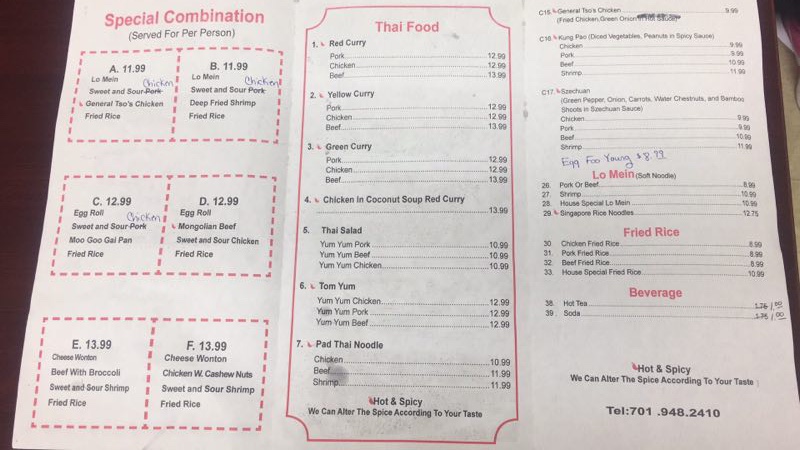 Special Combination
(Served For Per Person)
A. 11.99
Lo Mein
Chicken
Sweet and Sour Pork
General Tso's Chicken
Fried Rice
B. 11.99
Lo Mein
Chicken
Sweet and Sour Pork
Deep Fried Shrimp
Fried Rice
C. 12.99
Egg Roll
Chicken
Sweet and Sour Pork
Moo Goo Gai Pan
Fried Rice
D. 12.99
Egg Roll
Mongolian Beef
Sweet and Sour Chicken
Fried Rice
E. 13.99
Cheese Wonton
Beef With Broccoli
Sweet and Sour Shrimp
Fried Rice
F. 13.99
Cheese Wonton
Chicken W. Cashew Nuts
Sweet and Sour Shrimp
Fried Rice
Thai Food
1. Red Curry
Pork 12.99
Chicken 12.99
Beef 13.99
2. Yellow Curry
Pork 12.99
Chicken 12.99
Beef 13.99
3. Green Curry
Pork 12.99
Chicken 12.99
Beef 13.99
4. Chicken In Coconut Soup Red Curry
13.99
5. Thai Salad
Yum Yum Pork 10.99
Yum Yum Beef 10.99
Yum Yum Chicken 10.99
6. Tom Yum
Yum Yum Chicken 12.99
Yum Yum Pork 12.99
Yum Yum Beef 12.99
7. Pad Thai Noodle
Chicken 10.99
Beef 11.99
Shrimp 11.99
Hot & Spicy
We Can Alter The Spice According To Your Taste
C15. General Tso's Chicken 9.99
(Fried Chicken,Green Onion
C16 Kung Pao (Diced Vegetables, Peanuts in Spicy Sauce)
Chicken 9.99
Pork 9.99
Beef 10.99
Shrimp 11.99
C17. Szechuan
(Green Pepper, Onion, Carrots, Water Chestnuts, and Bamboo
Shoots in Szechuan Sauce)
Chicken 9.99
Pork 9.99
Beef 10.99
Shrimp 11.99
Egg Foo Young $8.99
Lo Mein (Soft Noodle)
26. Pork Or Beef 8.99
27. Shrimp 10.99
28. House Special Lo Mein 10.99
29. Singapore Rice Noodles 12.75
Fried Rice
30 Chicken Fried Rice 8.99
31. Pork Fried Rice 8.99
32 Beef Fried Rice 8.99
33. House Special Fried Rice 10.99
Beverage
38. Hot Tea 1.75 1.00
39. Soda 1.75 1.00
Hot & Spicy
We Can Alter The Spice According To Your Taste
Tel:701 .948.2410